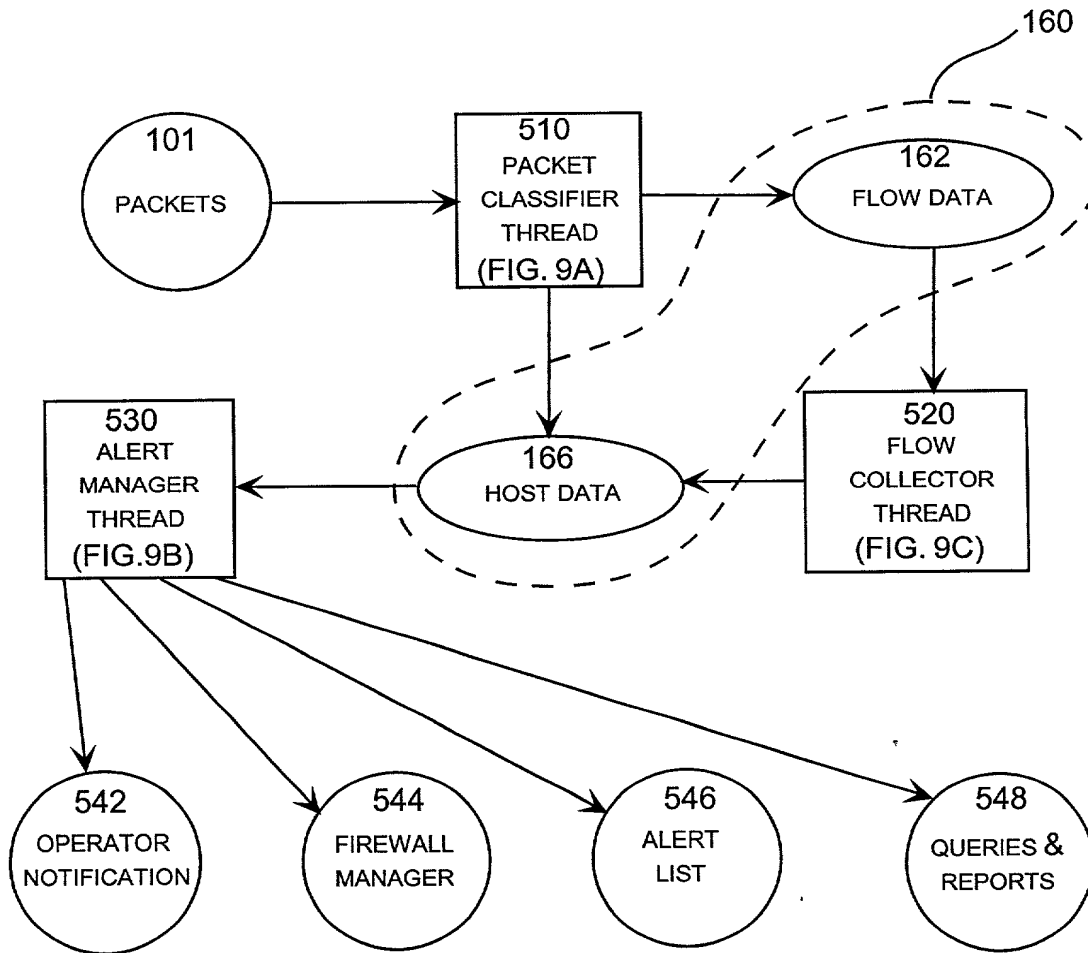 160
101
PACKETS
510
PACKET
CLASSIFIER
THREAD
(FIG. 9A)
162
FLOW DATA
530
ALERT
MANAGER
THREAD
(FIG.9B)
166
HOST DATA
520
FLOW
COLLECTOR
THREAD
(FIG. 9C)
542
OPERATOR
NOTIFICATION
544
FIREWALL
MANAGER
546
ALERT
LIST
548
QUERIES &
REPORTS